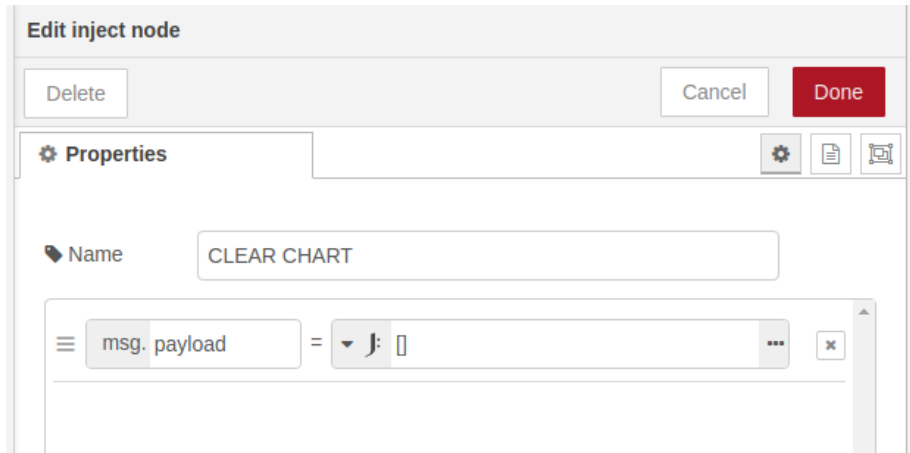 Edit inject node
Delete Cancel Done
Properties
Name CLEAR CHART
msg. payload = J: []